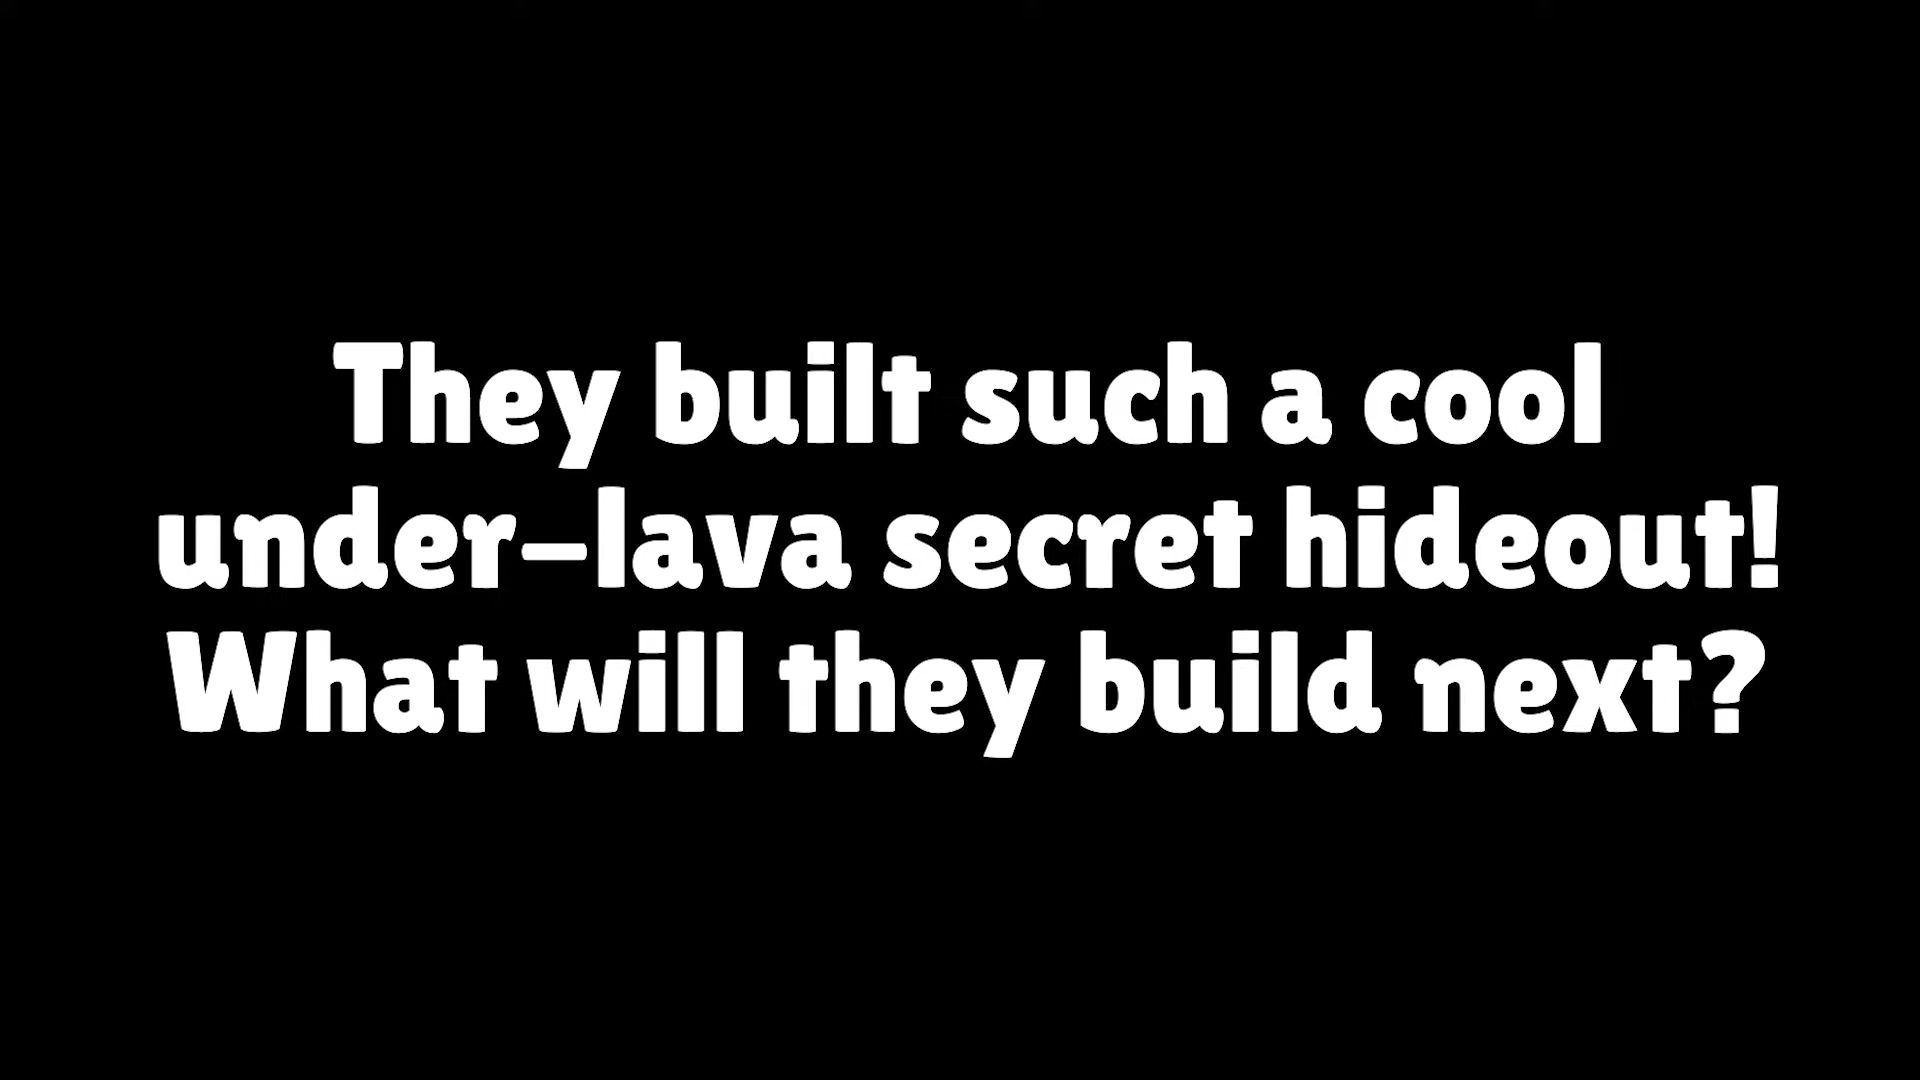 They built such a cool
under-lava secret hideout!
What will they build next?